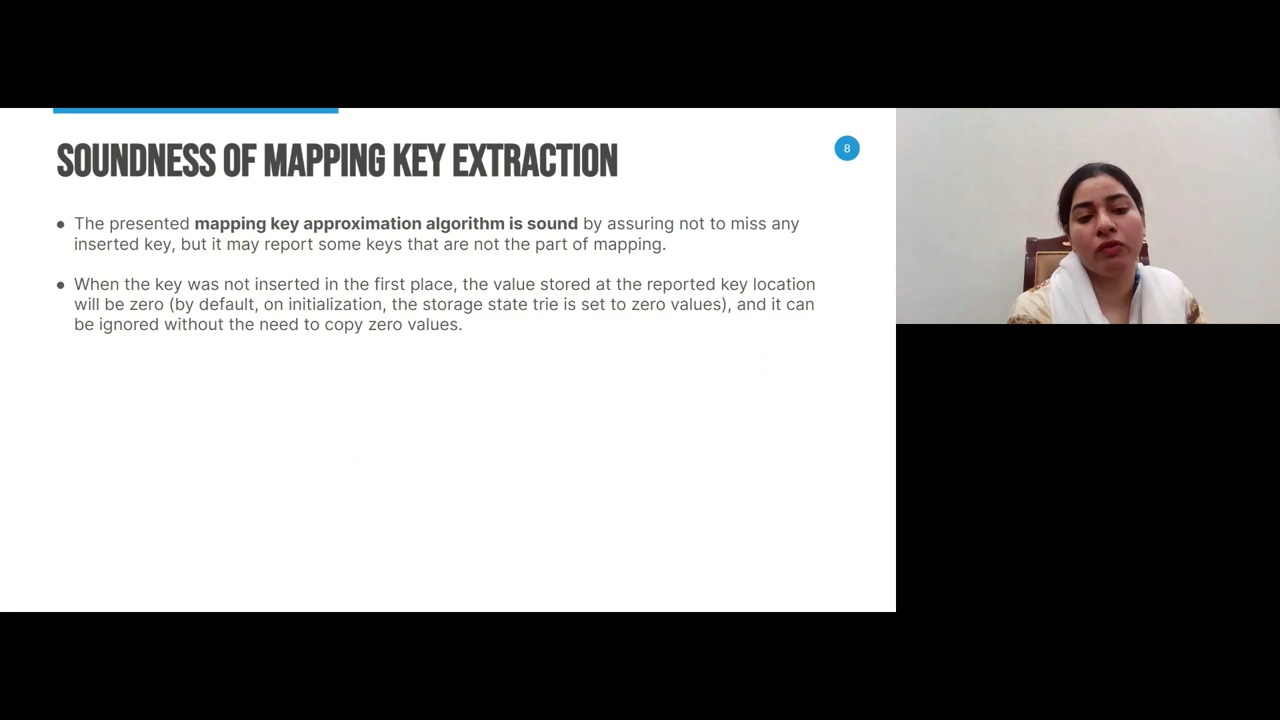 SOUNDNESS OF MAPPING KEY EXTRACTION
8
● The presented mapping key approximation algorithm is sound by assuring not to miss any
inserted key, but it may report some keys that are not the part of mapping.
● When the key was not inserted in the first place, the value stored at the reported key location
will be zero (by default, on initialization, the storage state trie is set to zero values), and it can
be ignored without the need to copy zero values.